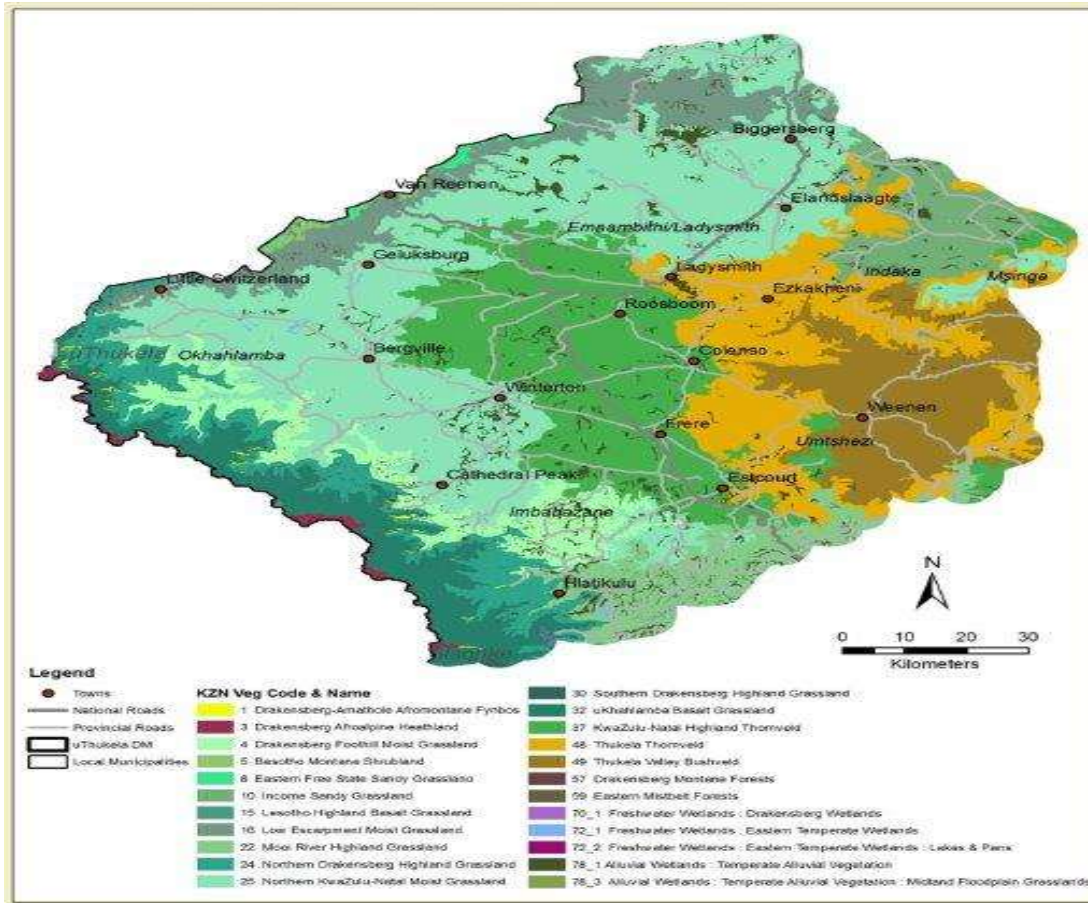 Biggersberg
Van Reenen
Elandslaagte
Emnambithi/Ladysmith
Geluksburg
Ladysmith
Indaka
Msinga
Little Switzerland
Ezkakheni
Roosboom
uThukela
Okhahlamba
Bergville
Colenso
Winterton
Weenen
Frere
Umtshezi
Cathedral Peak
Estcourt
Imbabazane
N
Hlatikulu
0 10 20 30
Kilometers
Legend
Towns
National Roads
Provincial Roads
uThukela DM
Local Municipalities
KZN Veg Code & Name
1 Drakensberg-Amathole Afromontane Fynbos
3 Drakensberg Afroalpine Heathland
4 Drakensberg Foothill Moist Grassland
5 Basotho Montane Shrubland
8 Eastern Free State Sandy Grassland
10 Income Sandy Grassland
15 Lesotho Highland Basalt Grassland
16 Low Escarpment Moist Grassland
22 Mooi River Highland Grassland
24 Northern Drakensberg Highland Grassland
25 Northern KwaZulu-Natal Moist Grassland
30 Southern Drakensberg Highland Grassland
32 uKhahlamba Basalt Grassland
37 KwaZulu-Natal Highland Thornveld
48 Thukela Thornveld
49 Thukela Valley Bushveld
57 Drakensberg Montane Forests
59 Eastern Mistbelt Forests
70_1 Freshwater Wetlands : Drakensberg Wetlands
72_1 Freshwater Wetlands : Eastern Temperate Wetlands
72_2 Freshwater Wetlands : Eastern Temperate Wetlands : Lakes & Pans
78_1 Alluvial Wetlands : Temperate Alluvial Vegetation
78_3 Alluvial Wetlands : Temperate Alluvial Vegetation : Midland Floodplain Grasslands